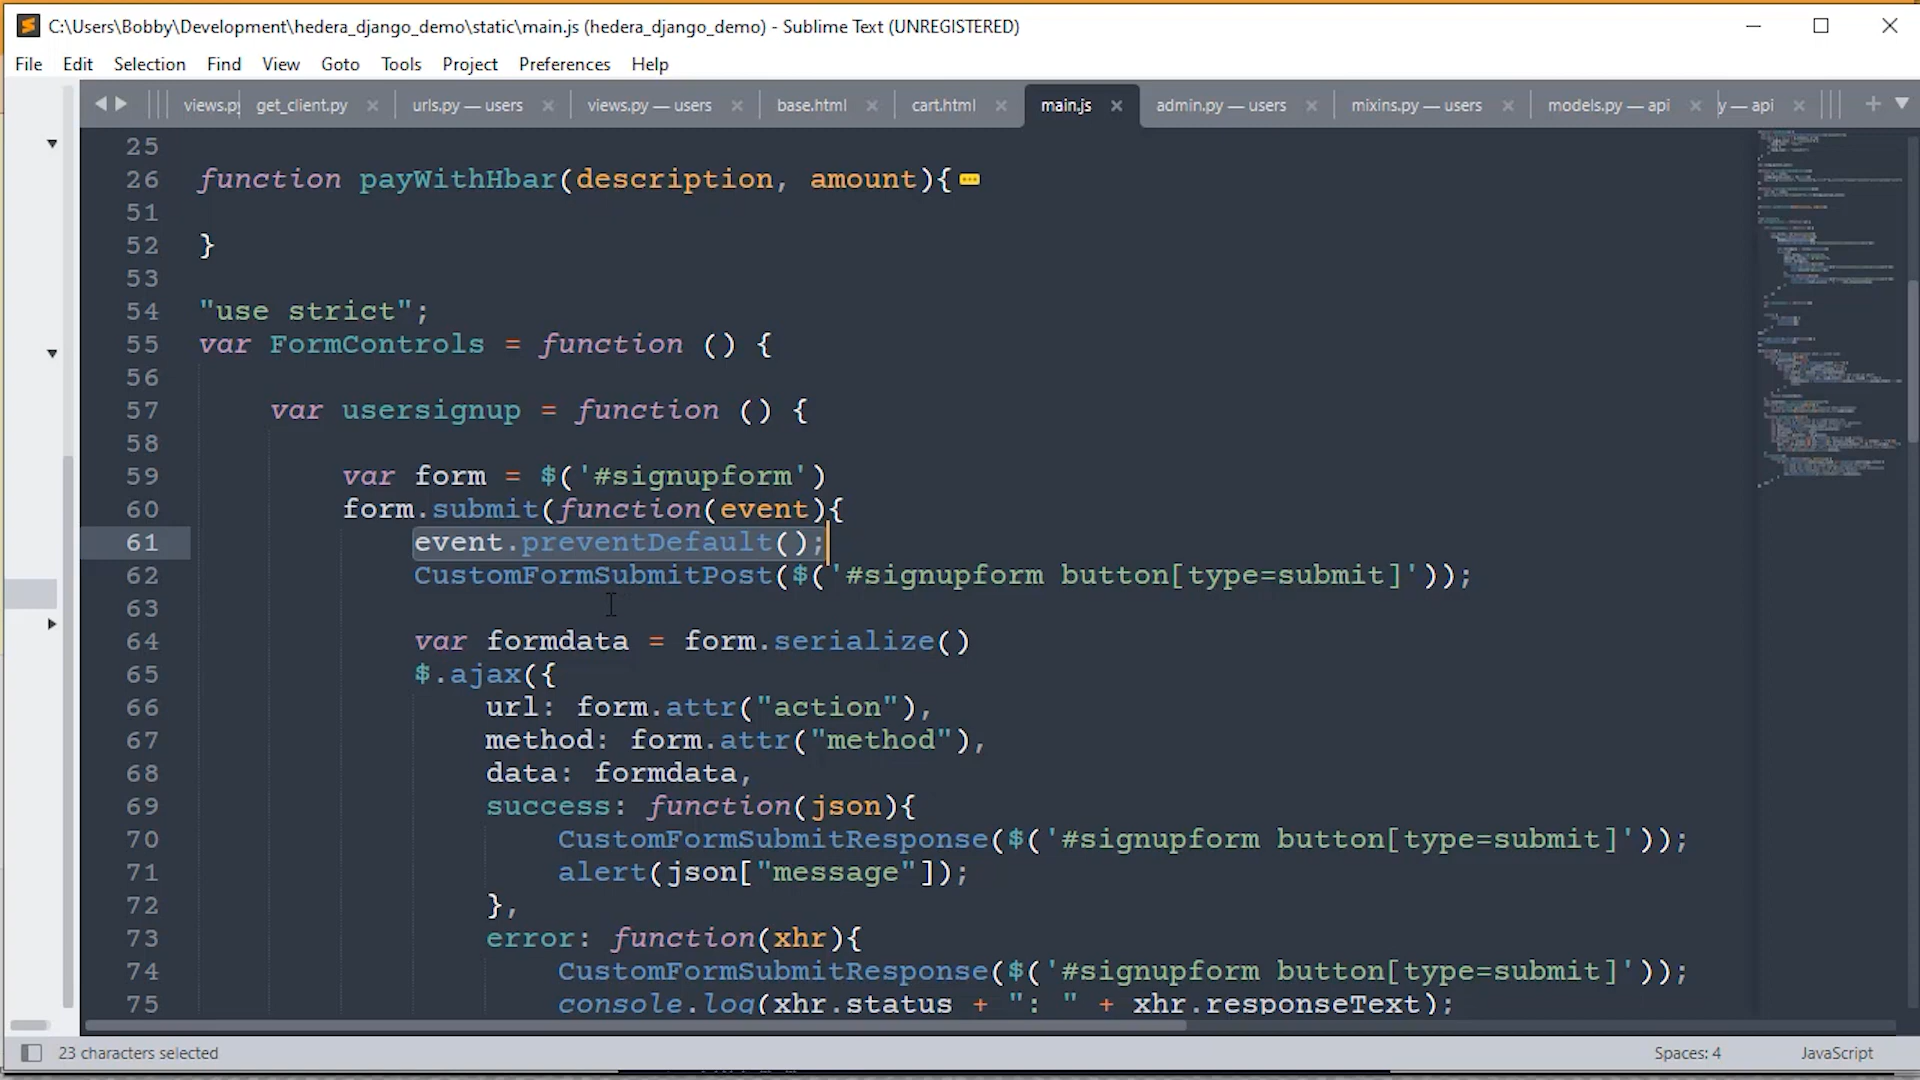 C:\Users\Bobby\Development\hedera_django_demo\static\main.js (hedera_django_demo) - Sublime Text (UNREGISTERED)
File Edit Selection Find View Goto Tools Project Preferences Help
views.py get_client.py urls.py — users views.py — users base.html cart.html main.js admin.py — users mixins.py — users models.py — api y — api
25
26 function payWithHbar(description, amount){
51
52 }
53
54 "use strict";
55 var FormControls = function () {
56
57 var usersignup = function () {
58
59 var form = $('#signupform')
60 form.submit(function(event){
61 event.preventDefault();
62 CustomFormSubmitPost($('#signupform button[type=submit]'));
63
64 var formdata = form.serialize()
65 $.ajax({
66 url: form.attr("action"),
67 method: form.attr("method"),
68 data: formdata,
69 success: function(json){
70 CustomFormSubmitResponse($('#signupform button[type=submit]'));
71 alert(json["message"]);
72 },
73 error: function(xhr){
74 CustomFormSubmitResponse($('#signupform button[type=submit]'));
75 console.log(xhr.status + ": " + xhr.responseText);
23 characters selected Spaces: 4 JavaScript